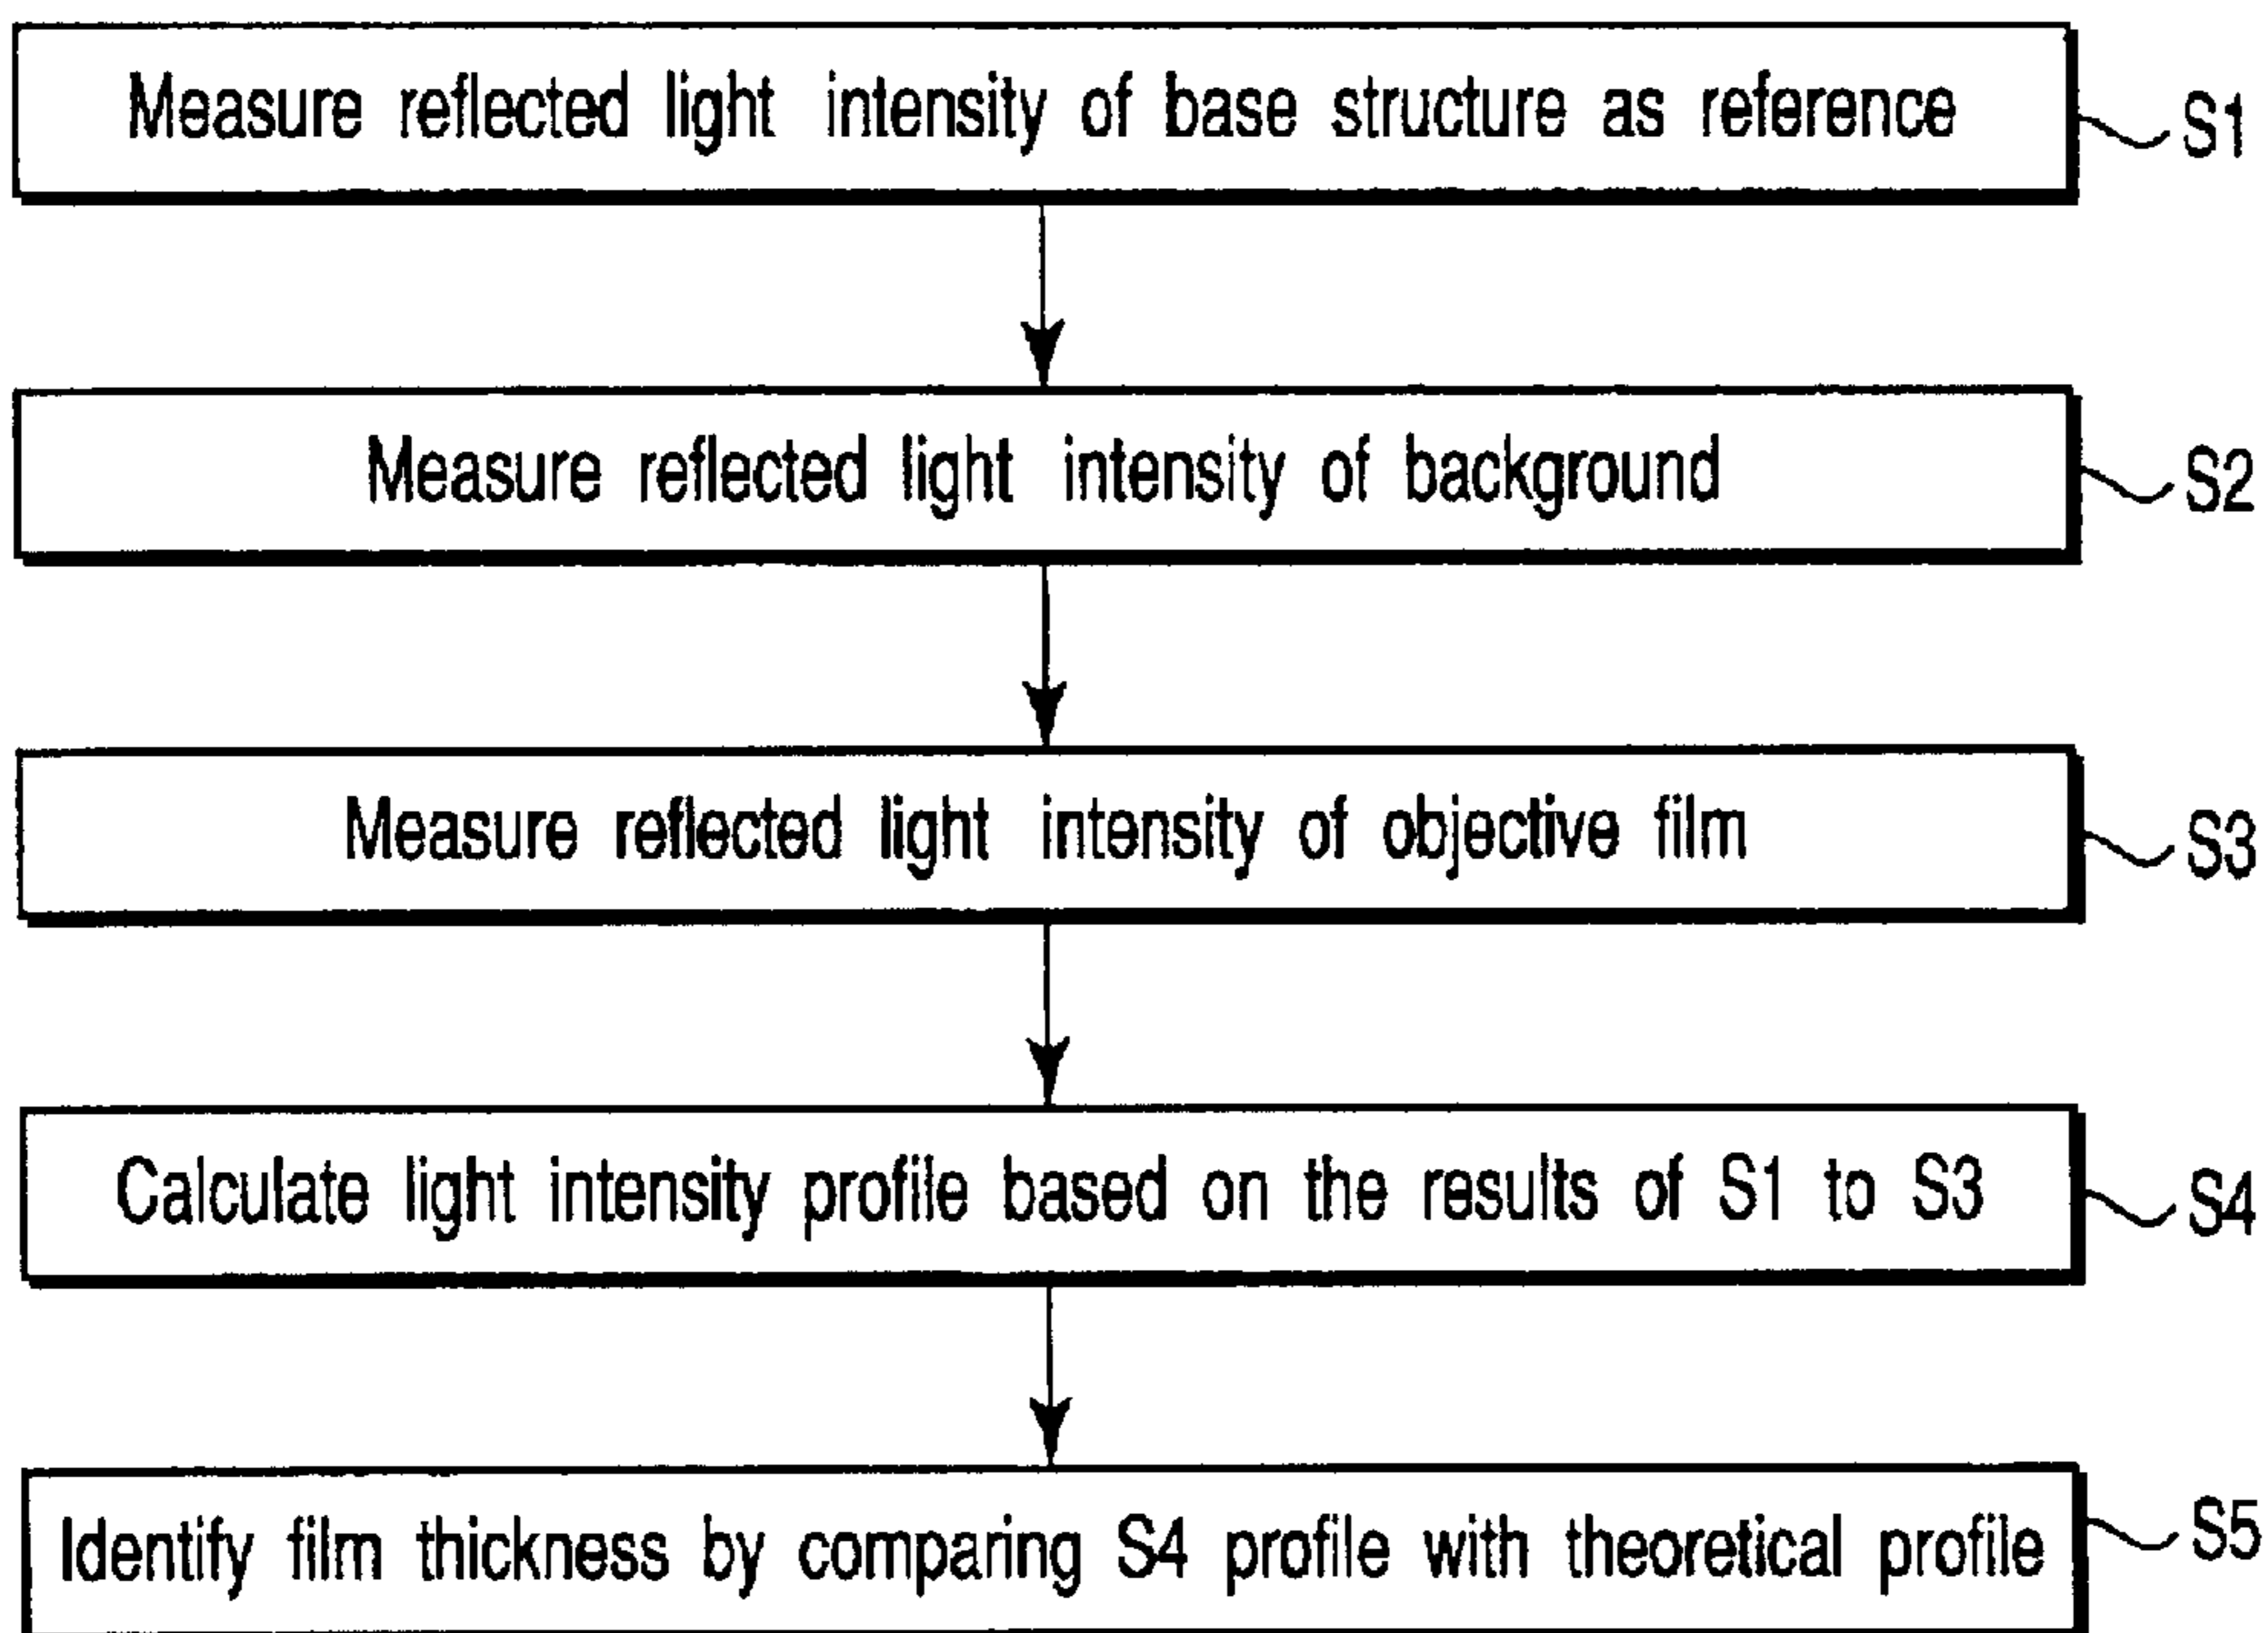 Measure reflected light intensity of base structure as reference
S1
Measure reflected light intensity of background
S2
Measure reflected light intensity of objective film
S3
Calculate light intensity profile based on the results of S1 to S3
S4
Identify film thickness by comparing S4 profile with theoretical profile
S5